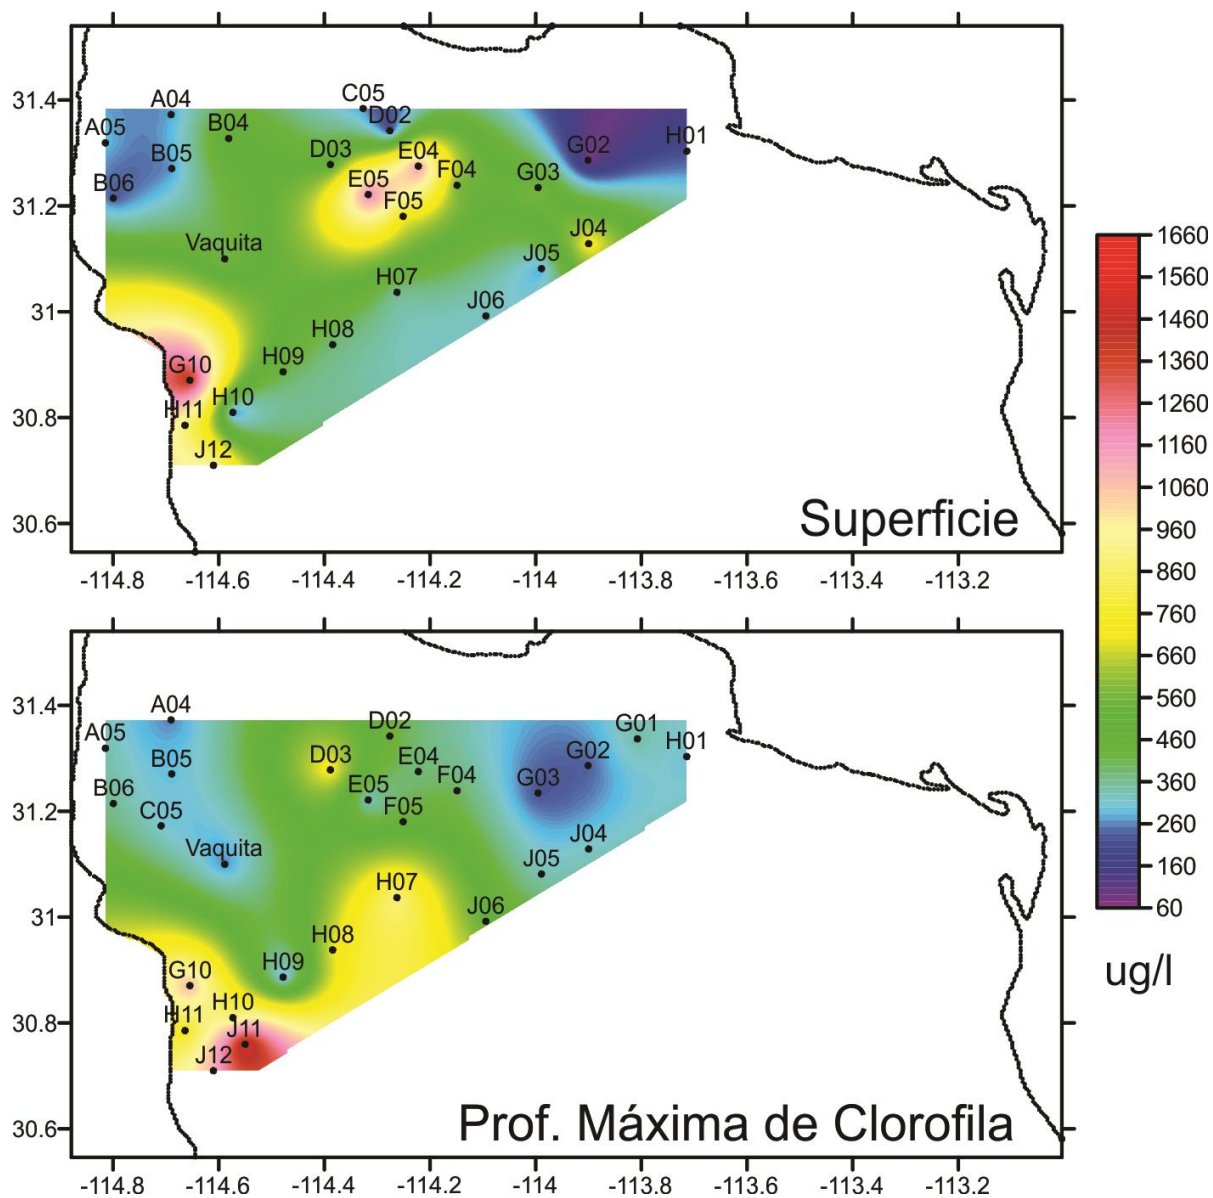 31.4
31.2
31
30.8
30.6
C05
A04
D02
B04
A05
H01
D03
E04
G02
B05
F04
G03
E05
B06
F05
J04
Vaquita
J05
H07
J06
H08
H09
G10
H10
H11
J12
Superficie
-114.8 -114.6 -114.4 -114.2 -114 -113.8 -113.6 -113.4 -113.2
1660
1560
1460
1360
1260
1160
1060
960
860
760
660
560
460
360
260
160
60
ug/l
31.4
31.2
31
30.8
30.6
A04
D02
G01
A05
H01
D03
E04
G02
B05
F04
G03
E05
B06
F05
C05
J04
Vaquita
J05
H07
J06
H08
H09
G10
H10
H11
J11
J12
Prof. Máxima de Clorofila
-114.8 -114.6 -114.4 -114.2 -114 -113.8 -113.6 -113.4 -113.2